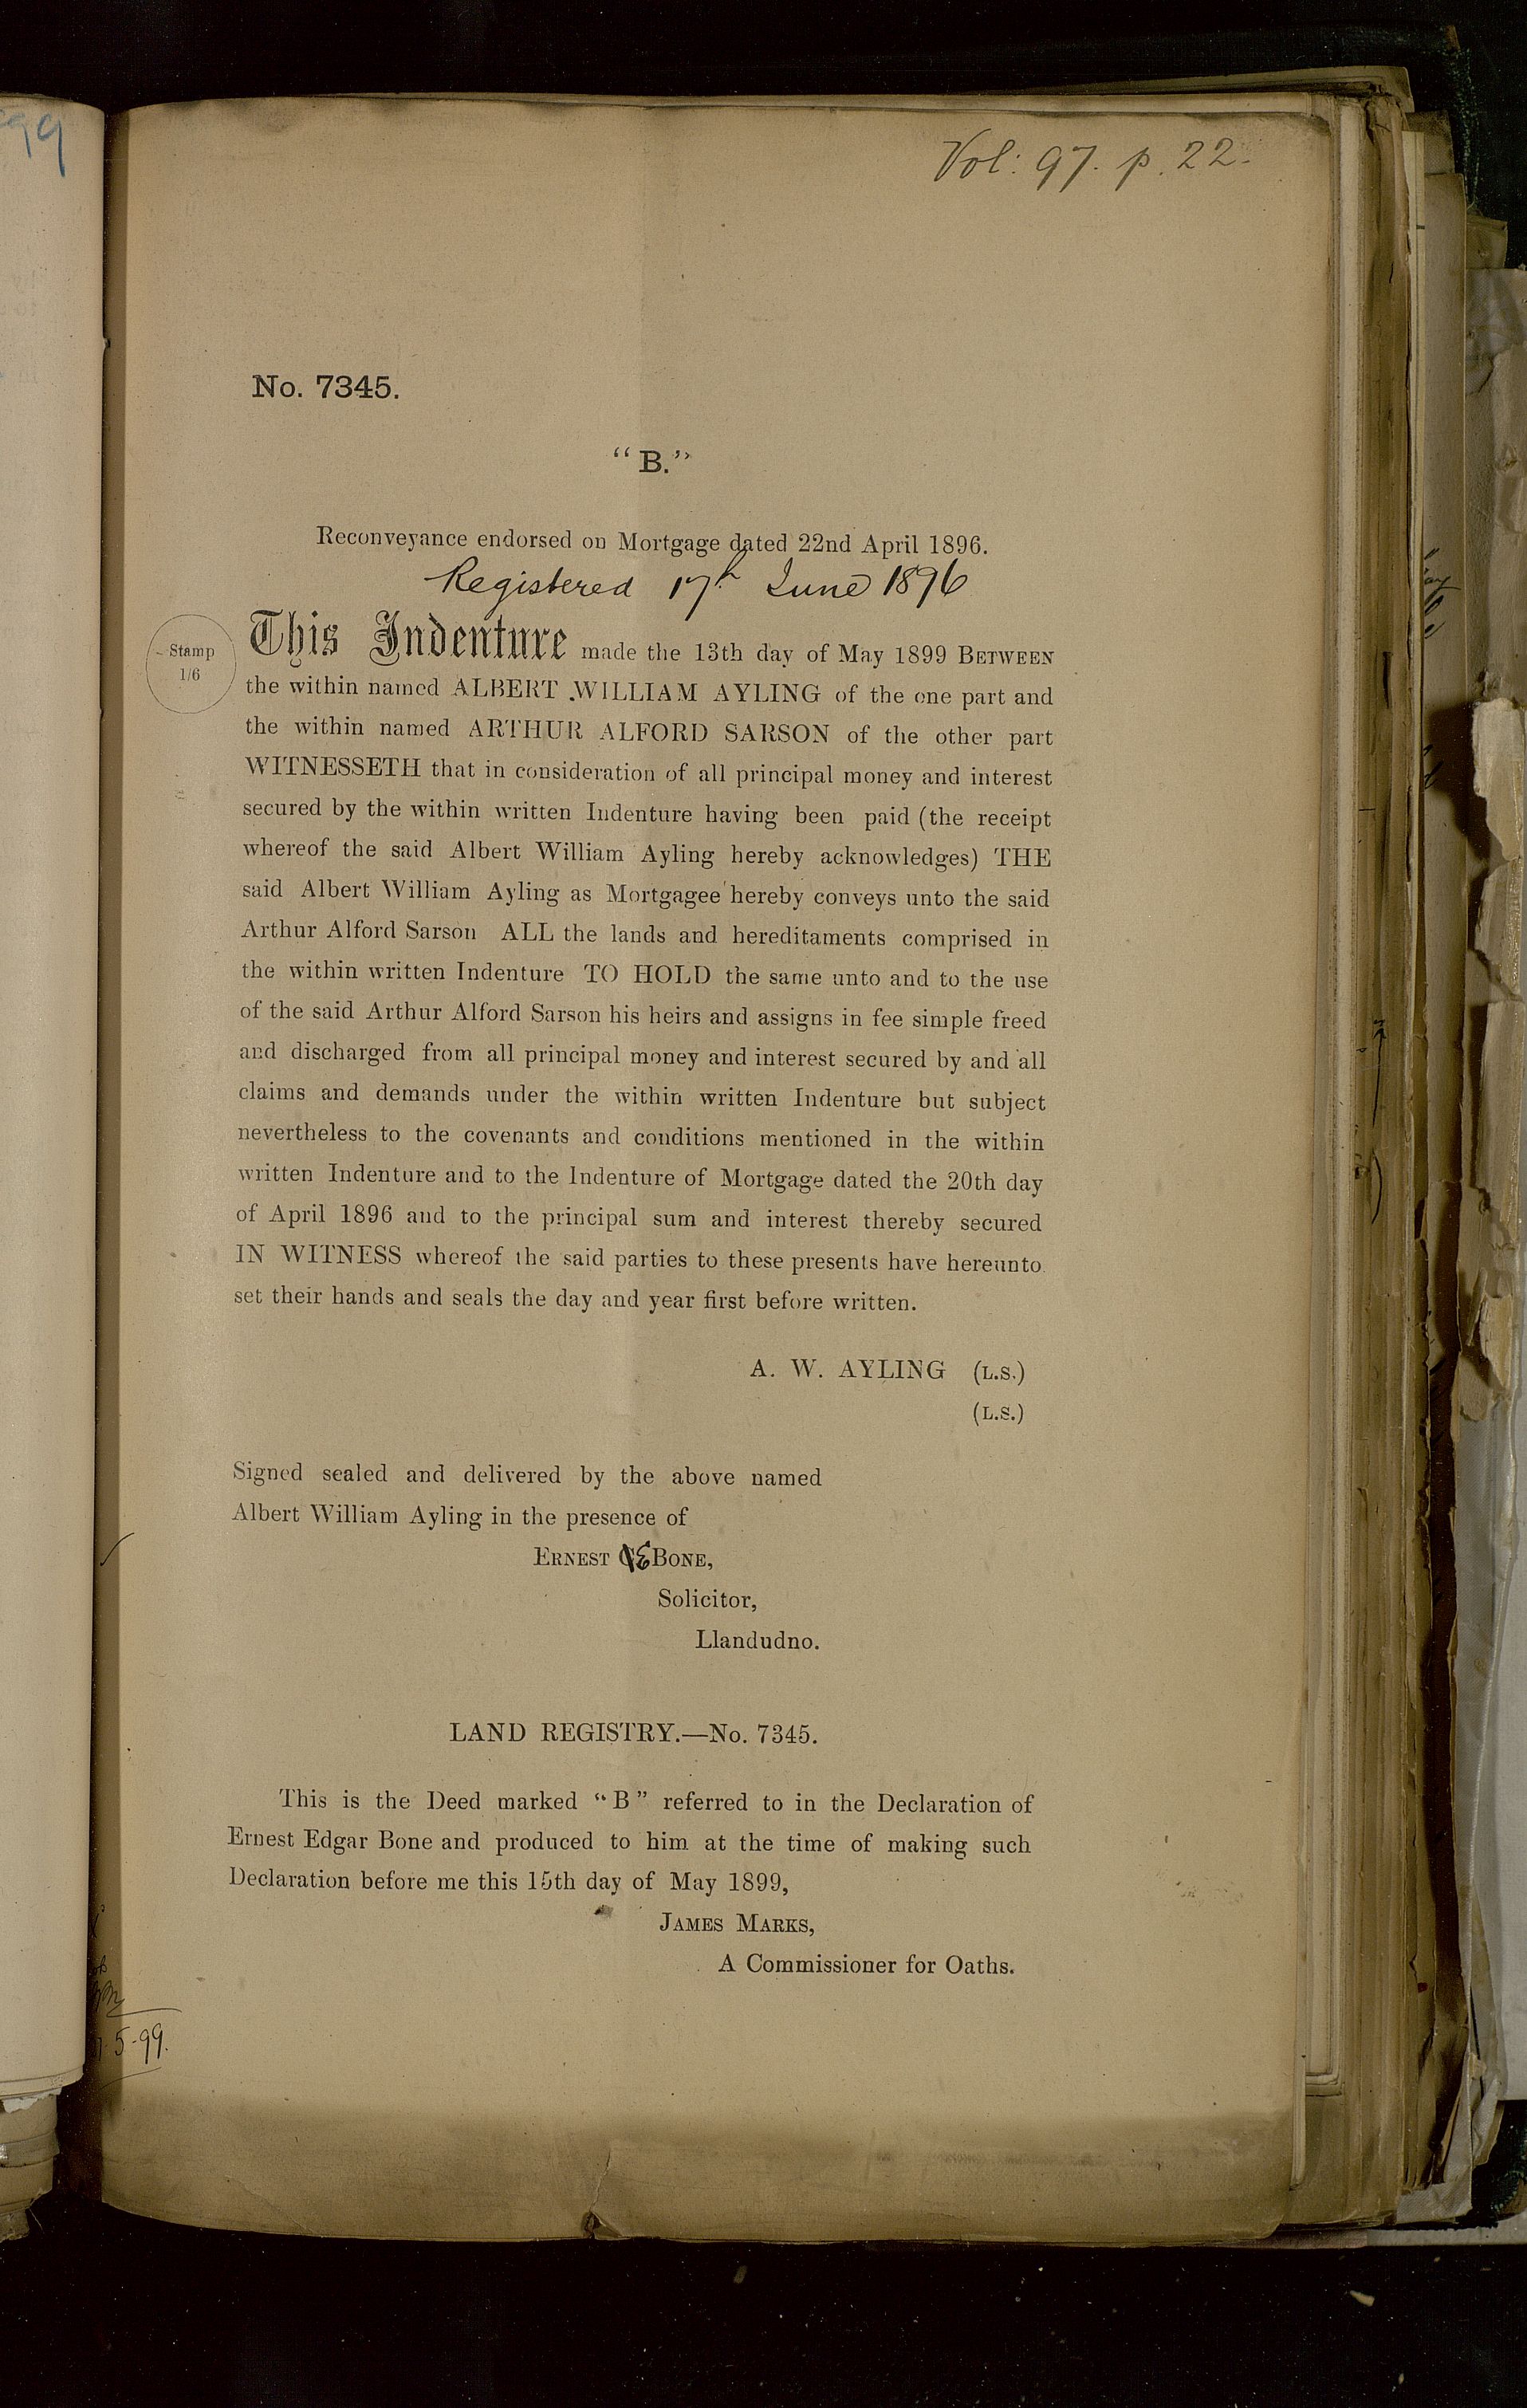 99
Vol: 97. p. 22.
No. 7345.
“B.”
Reconveyance endorsed on Mortgage dated 22nd April 1896.
Registered 17th June 1896
Stamp
1/6
This Indenture made the 13th day of May 1899 BETWEEN
the within named ALBERT WILLIAM AYLING of the one part and
the within named ARTHUR ALFORD SARSON of the other part
WITNESSETH that in consideration of all principal money and interest
secured by the within written Indenture having been paid (the receipt
whereof the said Albert William Ayling hereby acknowledges) THE
said Albert William Ayling as Mortgagee hereby conveys unto the said
Arthur Alford Sarson ALL the lands and hereditaments comprised in
the within written Indenture TO HOLD the same unto and to the use
of the said Arthur Alford Sarson his heirs and assigns in fee simple freed
and discharged from all principal money and interest secured by and all
claims and demands under the within written Indenture but subject
nevertheless to the covenants and conditions mentioned in the within
written Indenture and to the Indenture of Mortgage dated the 20th day
of April 1896 and to the principal sum and interest thereby secured
IN WITNESS whereof the said parties to these presents have hereunto
set their hands and seals the day and year first before written.
A. W. AYLING (L.S.)
(L.S.)
Signed sealed and delivered by the above named
Albert William Ayling in the presence of
ERNEST E BONE,
Solicitor,
Llandudno.
LAND REGISTRY.—No. 7345.
This is the Deed marked “B” referred to in the Declaration of
Ernest Edgar Bone and produced to him at the time of making such
Declaration before me this 15th day of May 1899,
JAMES MARKS,
A Commissioner for Oaths.
5-99.